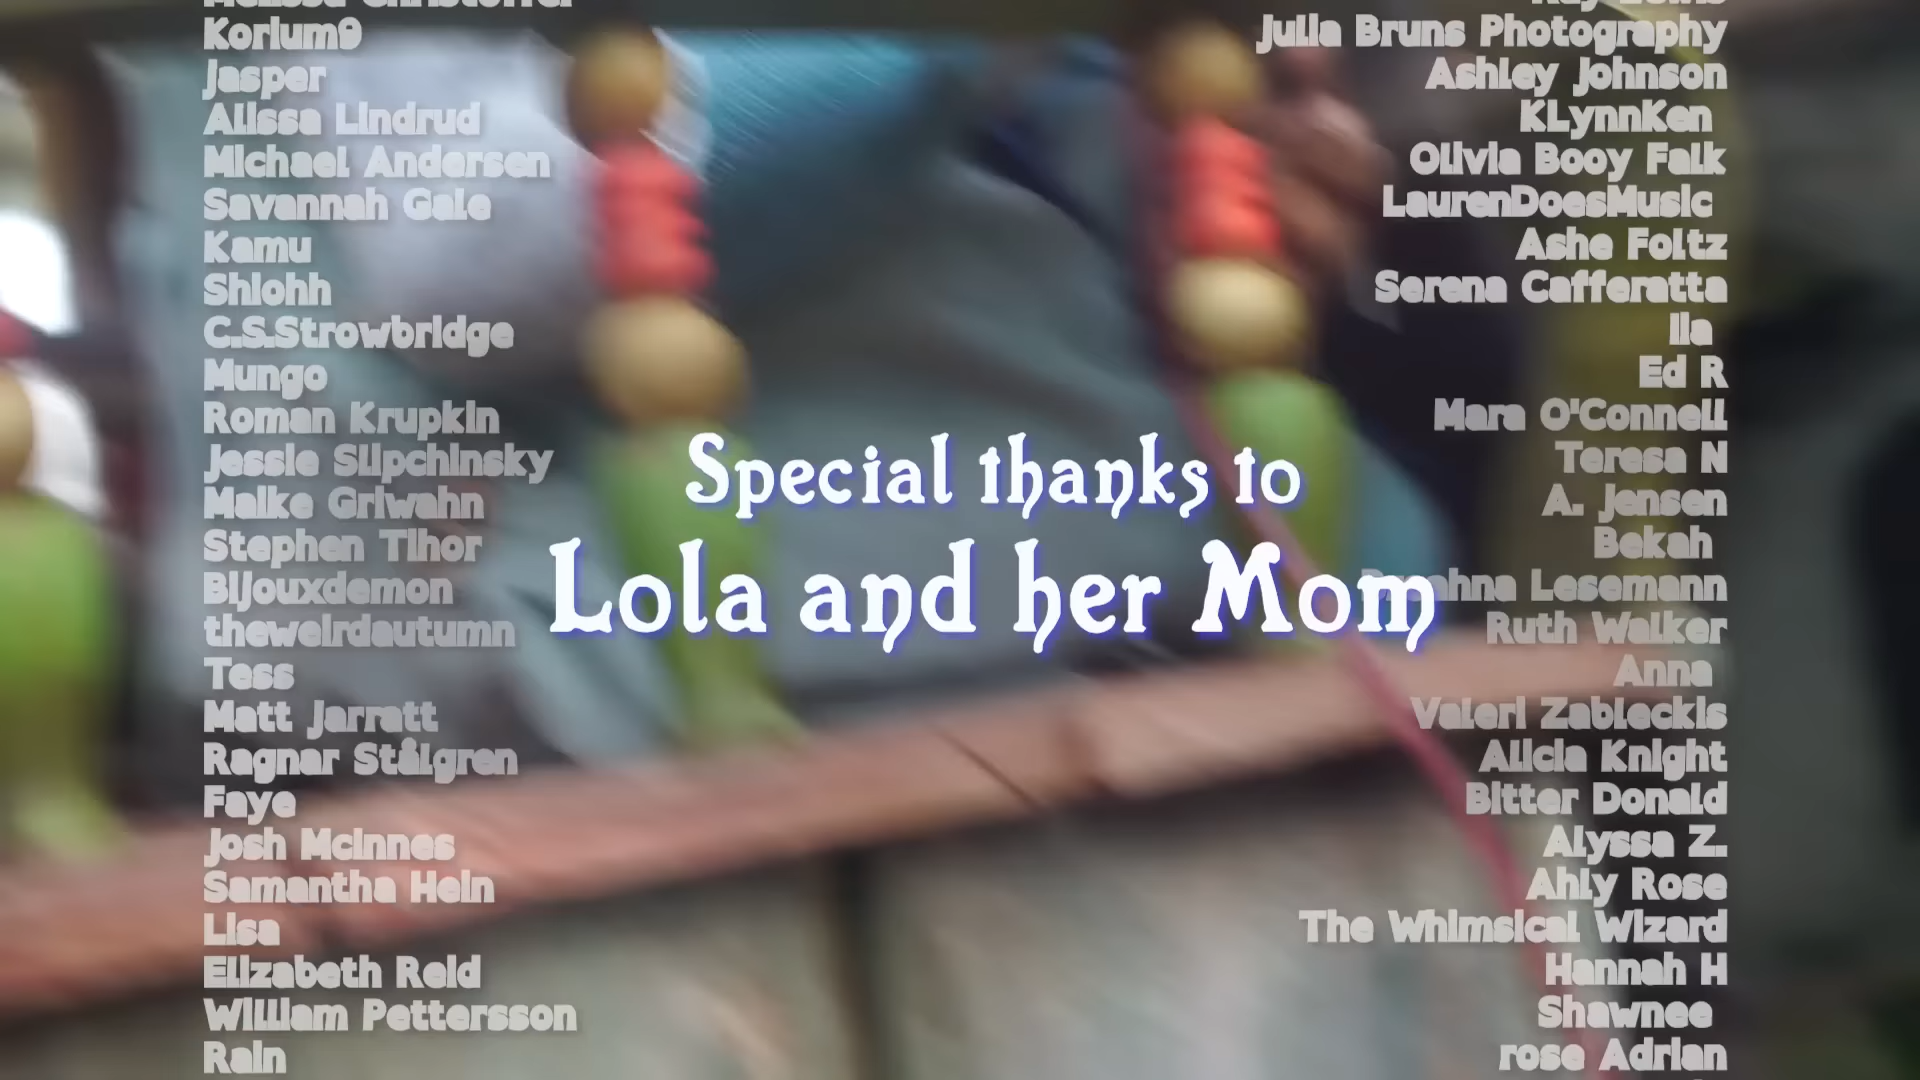 Korium9
Jasper
Alissa Lindrud
Michael Andersen
Savannah Gale
Kamu
Shiohh
C.S.Strowbridge
Mungo
Roman Krupkin
Jessie Slipchinsky
Maike Griwahn
Stephen Tihor
Bijouxdemon
theweirdautumn
Tess
Matt Jarratt
Ragnar Stålgren
Faye
Josh McInnes
Samantha Hein
Lisa
Elizabeth Reid
William Pettersson
Rain
Special thanks to
Lola and her Mom
Julia Bruns Photography
Ashley Johnson
KLynnKen
Olivia Booy Falk
LaurenDoesMusic
Ashe Foltz
Serena Cafferatta
Ed R
Mara O'Connell
Teresa N
A. Jensen
Bekah
Lesemann
Ruth Walker
Anna
Valeri Zableckis
Alicia Knight
Bitter Donald
Alyssa Z.
Ahly Rose
The Whimsical Wizard
Hannah H
Shawnee
rose Adrian